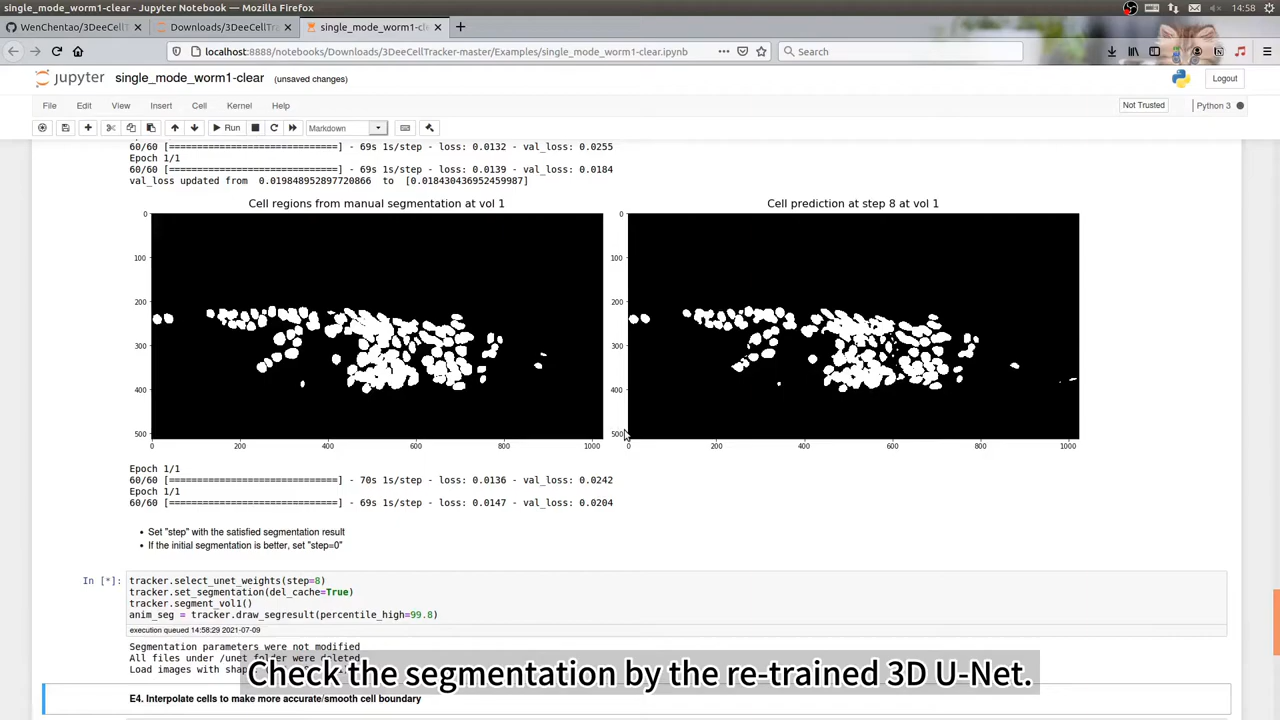 single_mode_worm1-clear - Jupyter Notebook — Mozilla Firefox
14:58
WenChentao/3DeeCellT
Downloads/3DeeCellTra
single_mode_worm1-cle
localhost:8888/notebooks/Downloads/3DeeCellTracker-master/Examples/single_mode_worm1-clear.ipynb
Search
jupyter
single_mode_worm1-clear
(unsaved changes)
Logout
File Edit View Insert Cell Kernel Help
Not Trusted
Python 3
Run
Markdown
60/60 [==============================] - 69s 1s/step - loss: 0.0132 - val_loss: 0.0255
Epoch 1/1
60/60 [==============================] - 69s 1s/step - loss: 0.0139 - val_loss: 0.0184
val_loss updated from 0.019848952897720866 to [0.018430436952459987]
Cell regions from manual segmentation at vol 1
0
100
200
300
400
500
0 200 400 600 800 1000
Cell prediction at step 8 at vol 1
0
100
200
300
400
500
0 200 400 600 800 1000
Epoch 1/1
60/60 [==============================] - 70s 1s/step - loss: 0.0136 - val_loss: 0.0242
Epoch 1/1
60/60 [==============================] - 69s 1s/step - loss: 0.0147 - val_loss: 0.0204
• Set "step" with the satisfied segmentation result
• If the initial segmentation is better, set "step=0"
In [*]:
tracker.select_unet_weights(step=8)
tracker.set_segmentation(del_cache=True)
tracker.segment_vol1()
anim_seg = tracker.draw_segresult(percentile_high=99.8)
execution queued 14:58:29 2021-07-09
Segmentation parameters were not modified
All files under /unet folder were deleted
Load images with shap
Check the segmentation by the re-trained 3D U-Net.
E4. Interpolate cells to make more accurate/smooth cell boundary